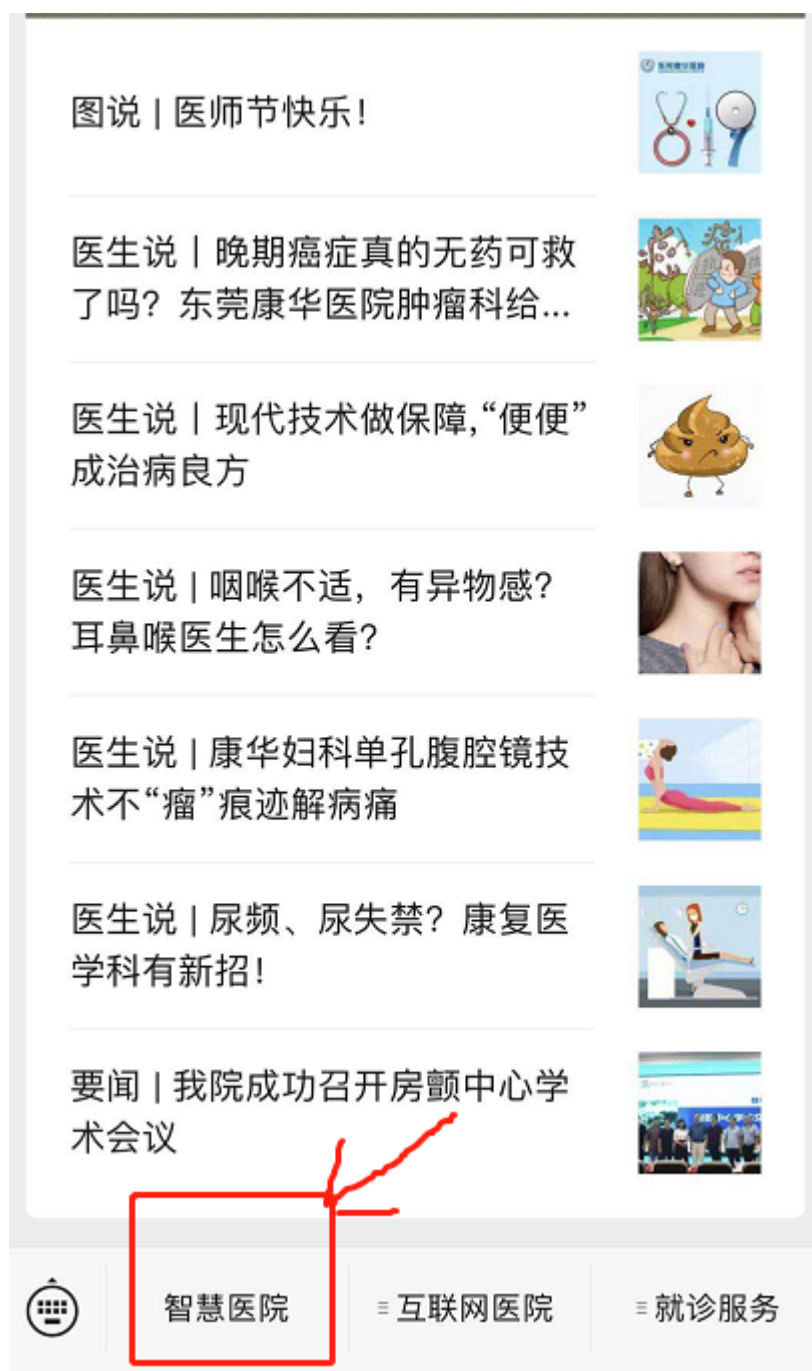 图说 | 医师节快乐!
医生说 | 晚期癌症真的无药可救
了吗？东莞康华医院肿瘤科给...
医生说 | 现代技术做保障,“便便”
成治病良方
医生说 | 咽喉不适，有异物感?
耳鼻喉医生怎么看?
医生说 | 康华妇科单孔腹腔镜技
术不“瘤”痕迹解病痛
医生说 | 尿频、尿失禁？康复医
学科有新招!
要闻 | 我院成功召开房颤中心学
术会议
智慧医院
互联网医院
就诊服务